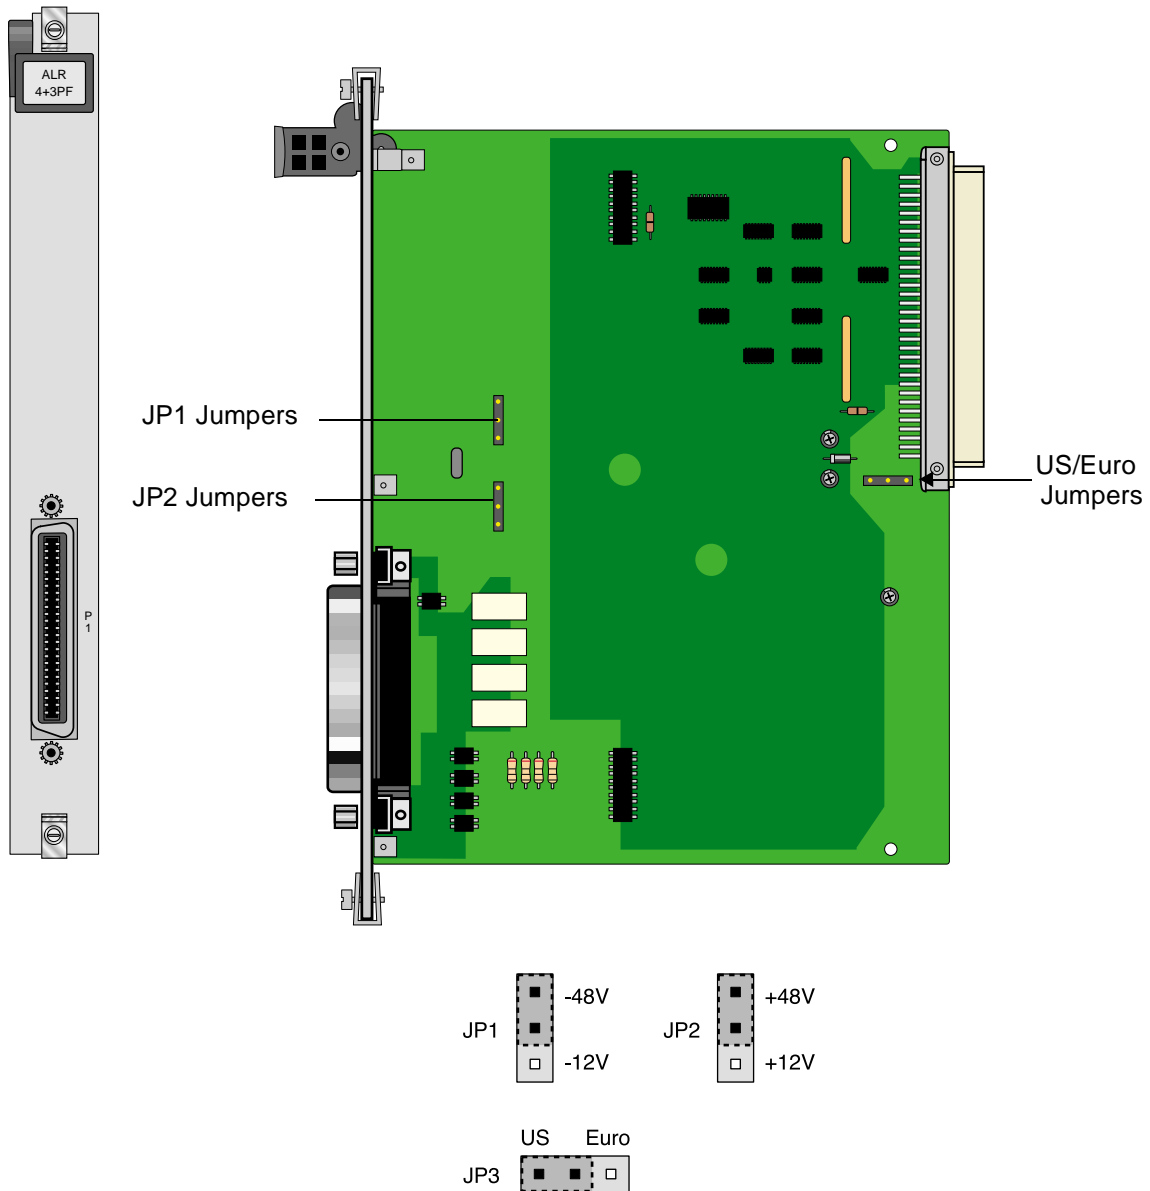 ALR
4+3PF
JP1 Jumpers
JP2 Jumpers
US/Euro
Jumpers
P
1
-48V
JP1
-12V
+48V
JP2
+12V
US Euro
JP3